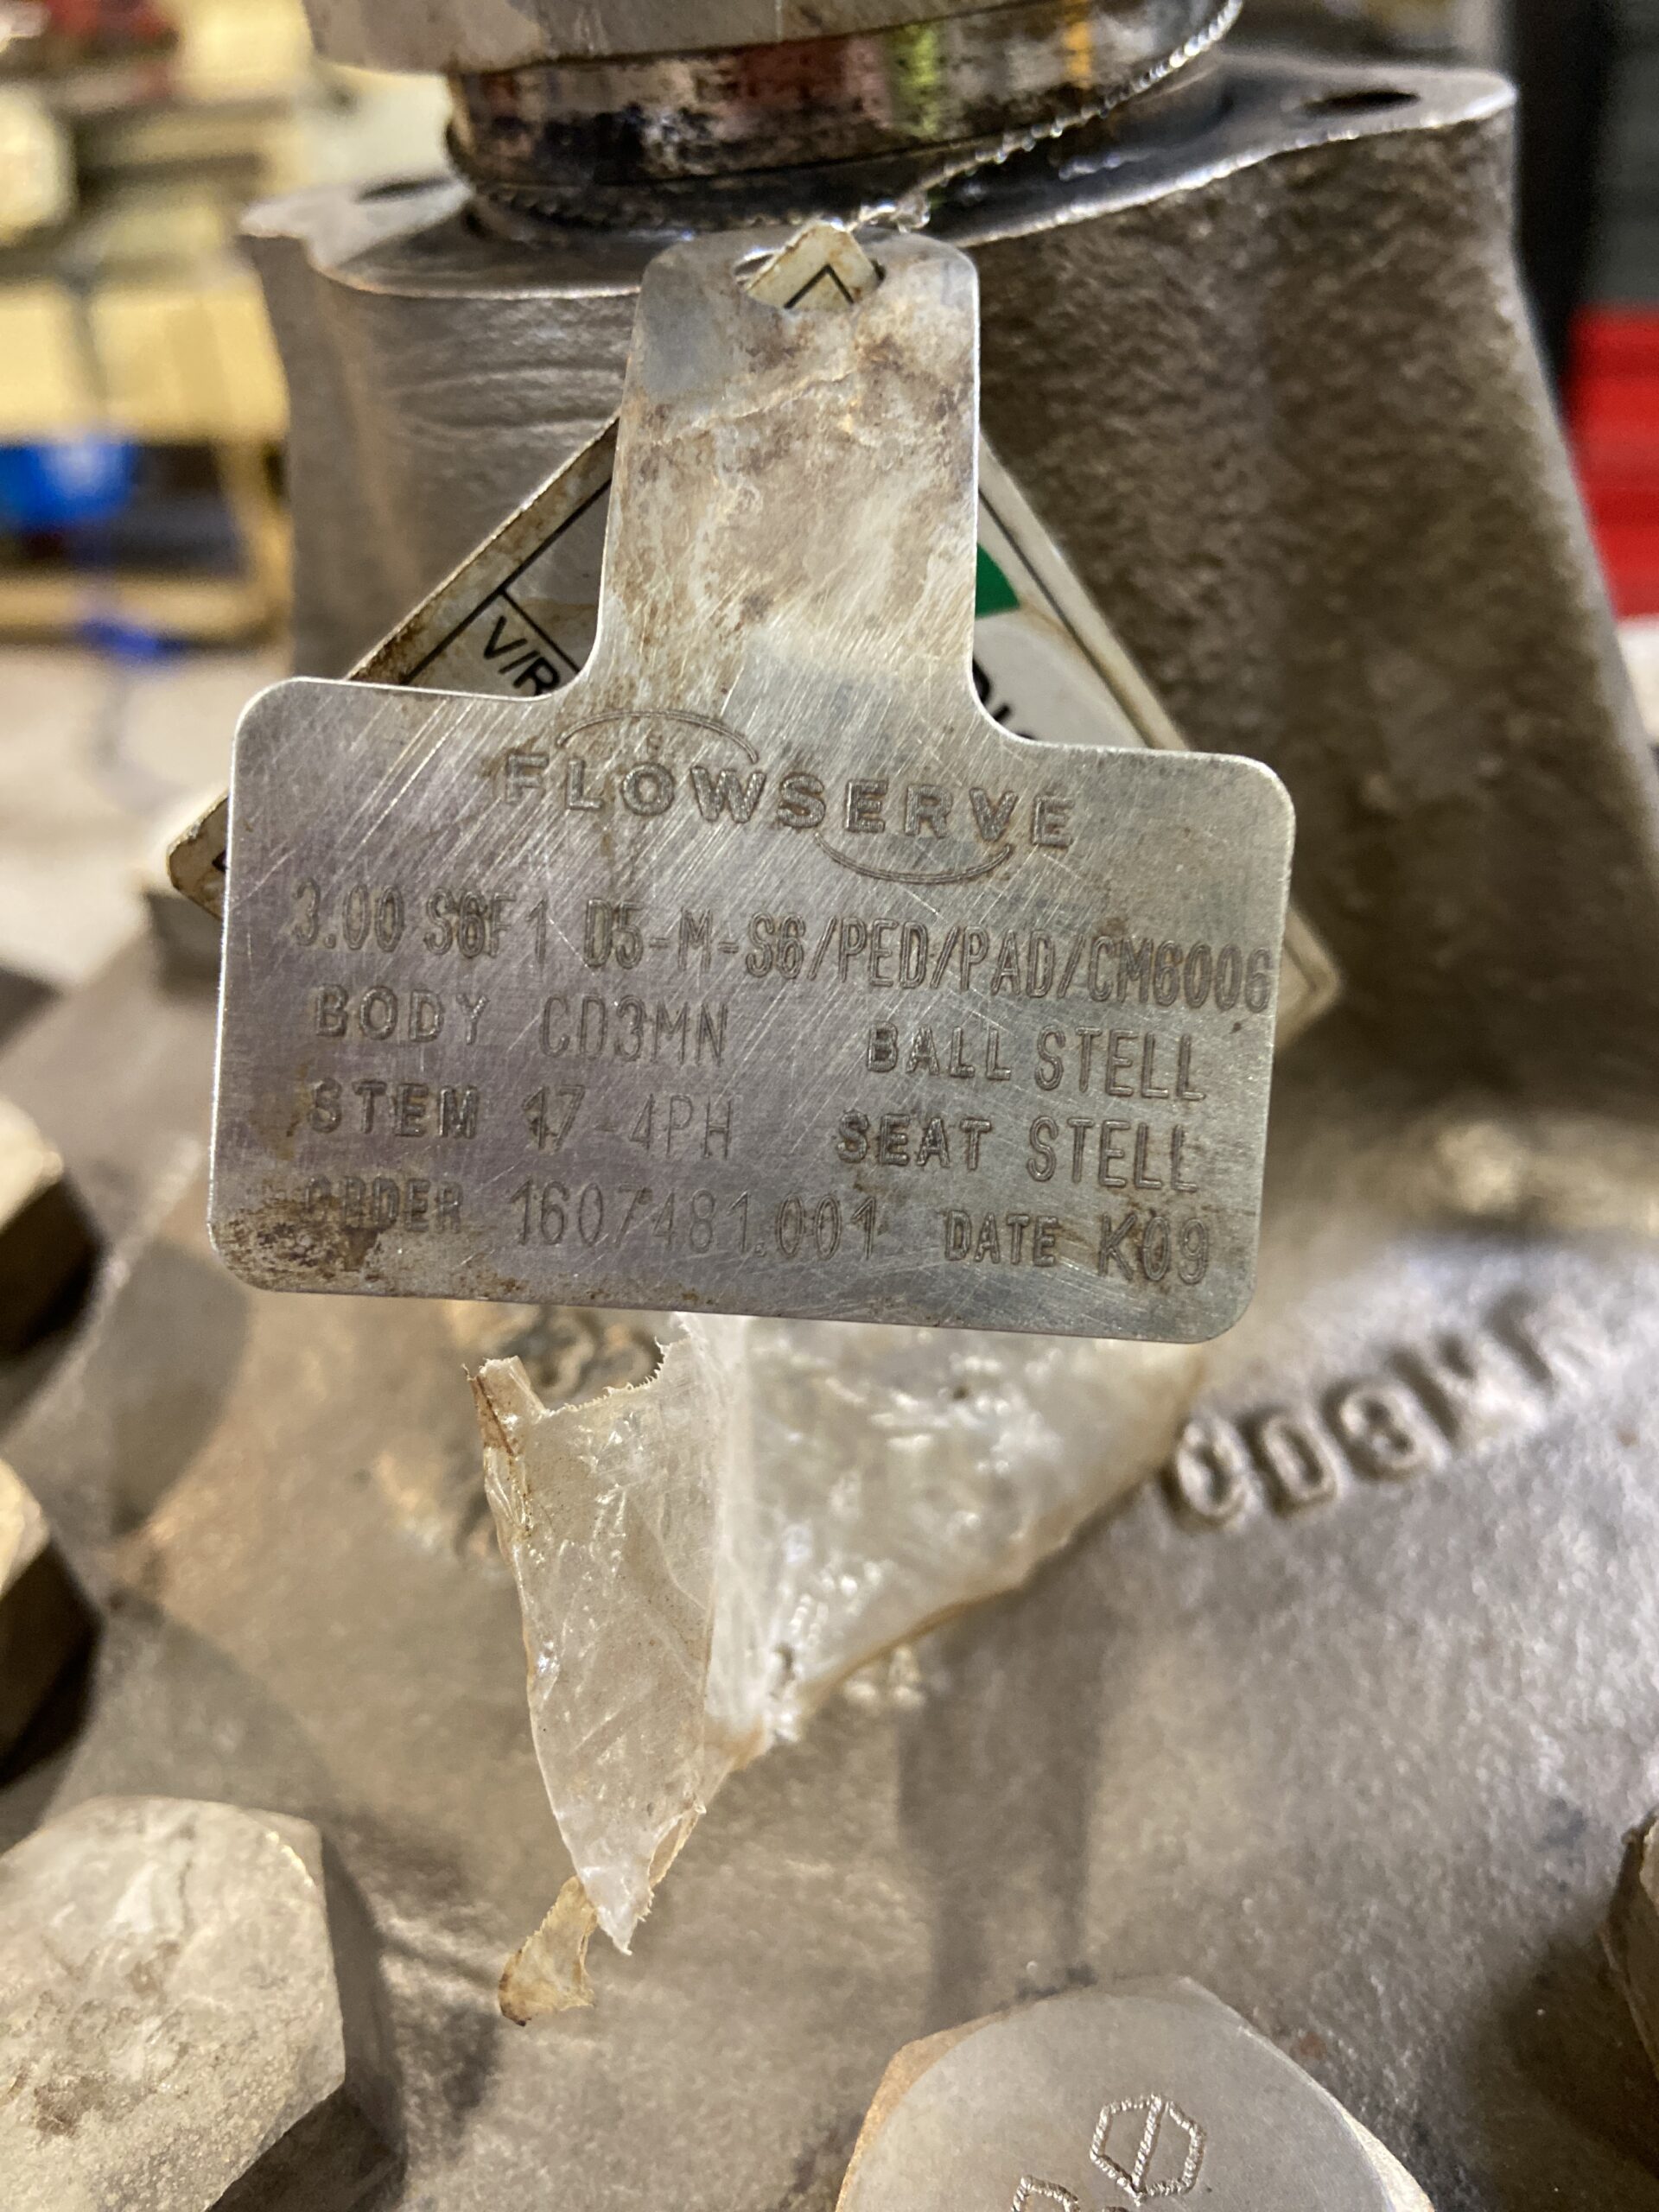 V/R
FLOWSERVE
3.00 S6F1 D5-M-S6/PED/PAD/CM6006
BODY CD3MN BALL STELL
STEM 17-4PH SEAT STELL
ORDER 1607481.001 DATE K09
CD3MN